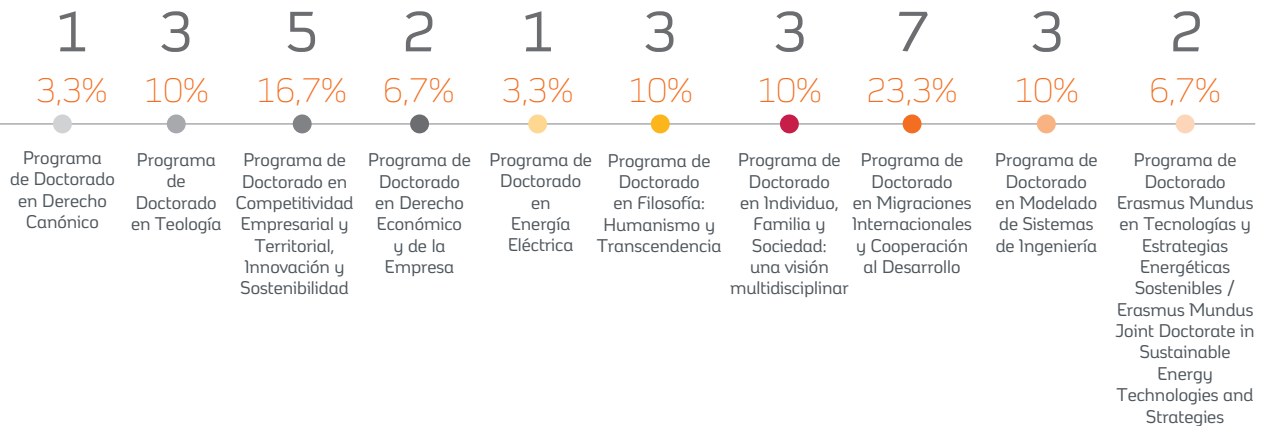 1 3 5 2 1 3 3 7 3 2
3,3% 10% 16,7% 6,7% 3,3% 10% 10% 23,3% 10% 6,7%
Programa
de Doctorado
en Derecho
Canónico
Programa
de
Doctorado
en Teología
Programa de
Doctorado en
Competitividad
Empresarial y
Territorial,
Innovación y
Sostenibilidad
Programa de
Doctorado
en Derecho
Económico
y de la
Empresa
Programa de
Doctorado
en
Energía
Eléctrica
Programa de
Doctorado
en Filosofía:
Humanismo y
Transcendencia
Programa de
Doctorado
en Individuo,
Familia y
Sociedad:
una visión
multidisciplinar
Programa de
Doctorado
en Migraciones
Internacionales
y Cooperación
al Desarrollo
Programa de
Doctorado
en Modelado
de Sistemas
de Ingeniería
Programa de
Doctorado
Erasmus Mundus
en Tecnologías y
Estrategias
Energéticas
Sostenibles /
Erasmus Mundus
Joint Doctorate in
Sustainable
Energy
Technologies and
Strategies